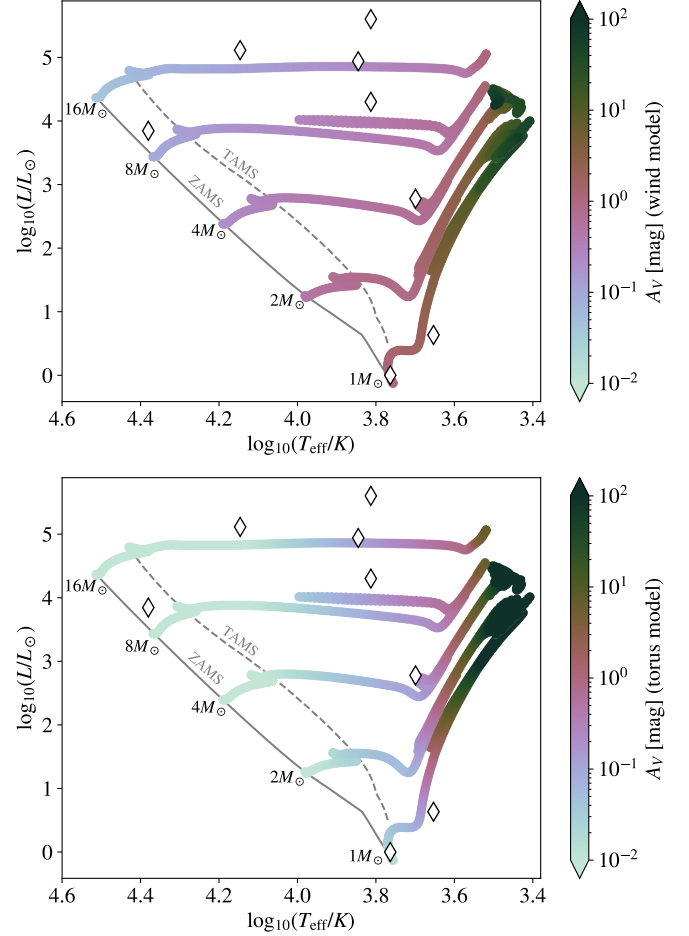 5
4
3
2
1
0
log₁₀(L/L⊙)
16M⊙
8M⊙
4M⊙
2M⊙
1M⊙
ZAMS
TAMS
4.6 4.4 4.2 4.0 3.8 3.6 3.4
log₁₀(T_eff/K)
10²
10¹
10⁰
10⁻¹
10⁻²
A_V [mag] (wind model)
5
4
3
2
1
0
log₁₀(L/L⊙)
16M⊙
8M⊙
4M⊙
2M⊙
1M⊙
ZAMS
TAMS
4.6 4.4 4.2 4.0 3.8 3.6 3.4
log₁₀(T_eff/K)
10²
10¹
10⁰
10⁻¹
10⁻²
A_V [mag] (torus model)